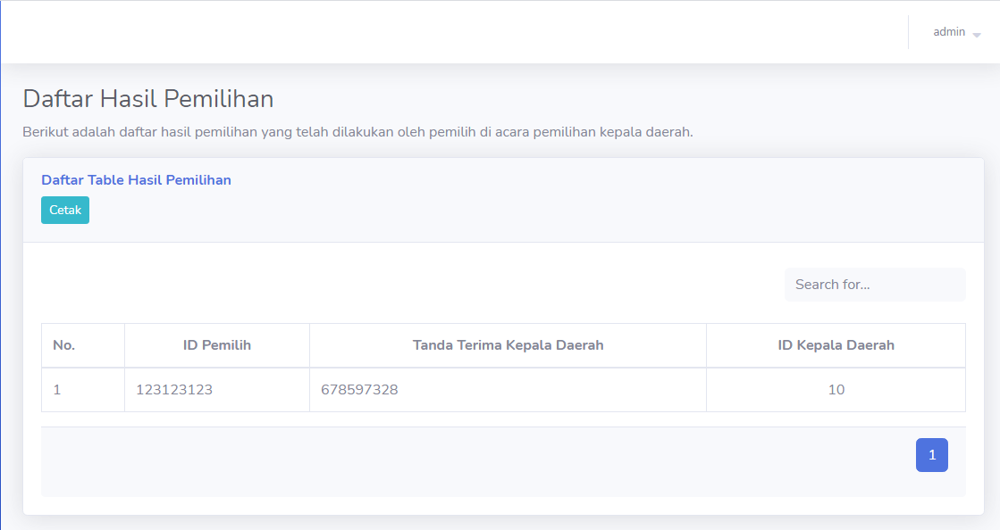 admin
Daftar Hasil Pemilihan
Berikut adalah daftar hasil pemilihan yang telah dilakukan oleh pemilih di acara pemilihan kepala daerah.
Daftar Table Hasil Pemilihan
Cetak
Search for...
No. ID Pemilih Tanda Terima Kepala Daerah ID Kepala Daerah
1 123123123 678597328 10
1